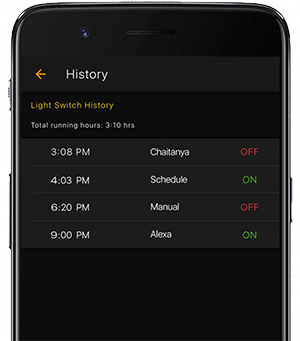 History
Light Switch History
Total running hours: 3:10 hrs
3:08 PM Chaitanya OFF
4:03 PM Schedule ON
6:20 PM Manual OFF
9:00 PM Alexa ON